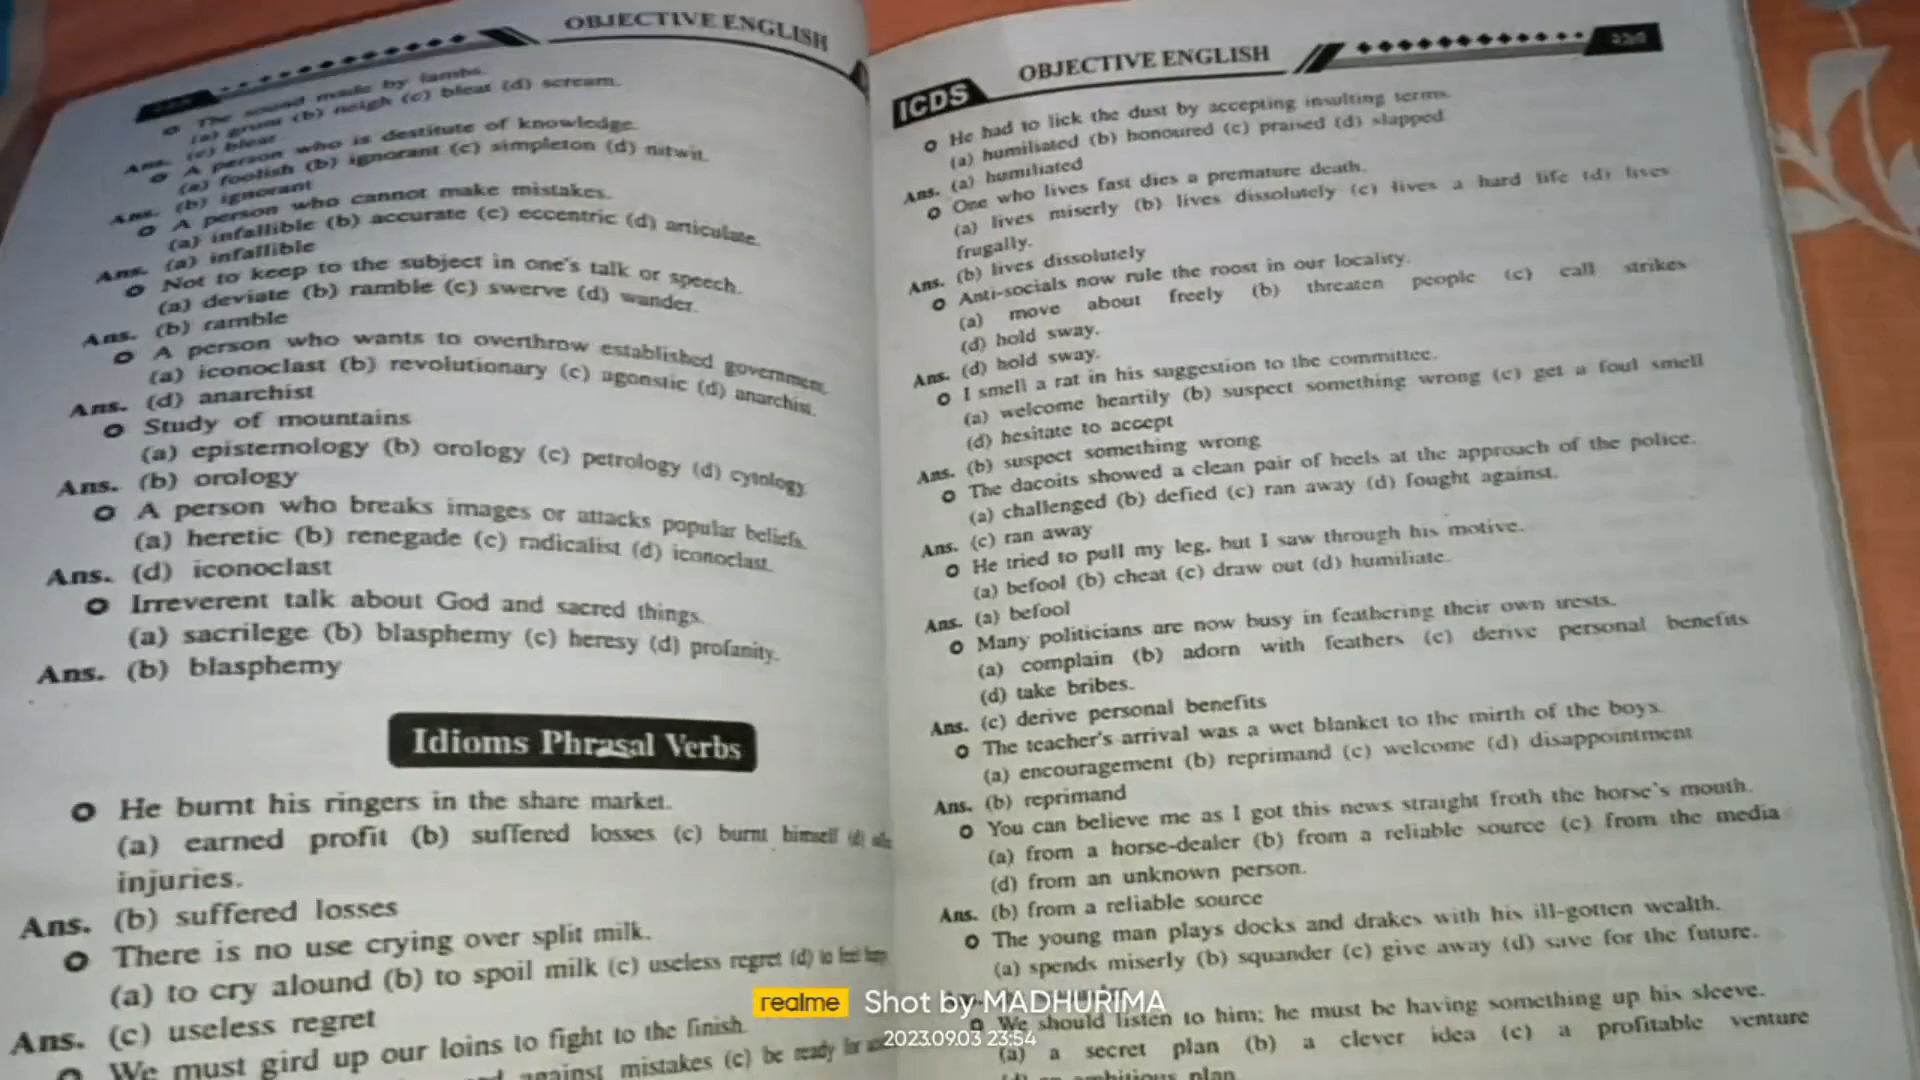 OBJECTIVE ENGLISH
The sound made by lambs.
(a) grunt (b) neigh (c) bleat (d) scream.
Ans. (c) bleat
A person who is destitute of knowledge.
(a) foolish (b) ignorant (c) simpleton (d) nitwit.
Ans. (b) ignorant
A person who cannot make mistakes.
(a) infallible (b) accurate (c) eccentric (d) articulate.
Ans. (a) infallible
Not to keep to the subject in one's talk or speech.
(a) deviate (b) ramble (c) swerve (d) wander.
Ans. (b) ramble
A person who wants to overthrow established government.
(a) iconoclast (b) revolutionary (c) agonstic (d) anarchist.
Ans. (d) anarchist
Study of mountains
(a) epistemology (b) orology (c) petrology (d) cytology.
Ans. (b) orology
A person who breaks images or attacks popular beliefs.
(a) heretic (b) renegade (c) radicalist (d) iconoclast.
Ans. (d) iconoclast
Irreverent talk about God and sacred things.
(a) sacrilege (b) blasphemy (c) heresy (d) profanity.
Ans. (b) blasphemy
Idioms Phrasal Verbs
He burnt his ringers in the share market.
(a) earned profit (b) suffered losses (c) burnt himself (d)
injuries.
Ans. (b) suffered losses
There is no use crying over split milk.
(a) to cry alound (b) to spoil milk (c) useless regret (d) to
Ans. (c) useless regret
We must gird up our loins to fight to the finish.
against mistakes (c) be ready for
ICDS
OBJECTIVE ENGLISH
He had to lick the dust by accepting insulting terms.
(a) humiliated (b) honoured (c) praised (d) slapped
Ans. (a) humiliated
One who lives fast dies a premature death.
(a) lives miserly (b) lives dissolutely (c) lives a hard life (d) lives
frugally.
Ans. (b) lives dissolutely
Anti-socials now rule the roost in our locality.
(a) move about freely (b) threaten people (c) call strikes
(d) hold sway.
Ans. (d) hold sway.
I smell a rat in his suggestion to the committee.
(a) welcome heartily (b) suspect something wrong (c) get a foul smell
(d) hesitate to accept
Ans. (b) suspect something wrong
The dacoits showed a clean pair of heels at the approach of the police.
(a) challenged (b) defied (c) ran away (d) fought against.
Ans. (c) ran away
He tried to pull my leg, but I saw through his motive.
(a) befool (b) cheat (c) draw out (d) humiliate.
Ans. (a) befool
Many politicians are now busy in feathering their own
(a) complain (b) adorn with feathers (c) derive personal benefits
(d) take bribes.
Ans. (c) derive personal benefits
The teacher's arrival was a wet blanket to the mirth of the boys.
(a) encouragement (b) reprimand (c) welcome (d) disappointment
Ans. (b) reprimand
You can believe me as I got this news straight froth the horse's mouth.
(a) from a horse-dealer (b) from a reliable source (c) from the media
(d) from an unknown person.
Ans. (b) from a reliable source
The young man plays docks and drakes with his ill-gotten wealth.
(a) spends miserly (b) squander (c) give away (d) save for the future.
We should listen to him; he must be having something up his sleeve.
(a) a secret plan (b) a clever idea (c) a profitable venture
ambitious plan
realme Shot by MADHURIMA
2023.09.03 23:54